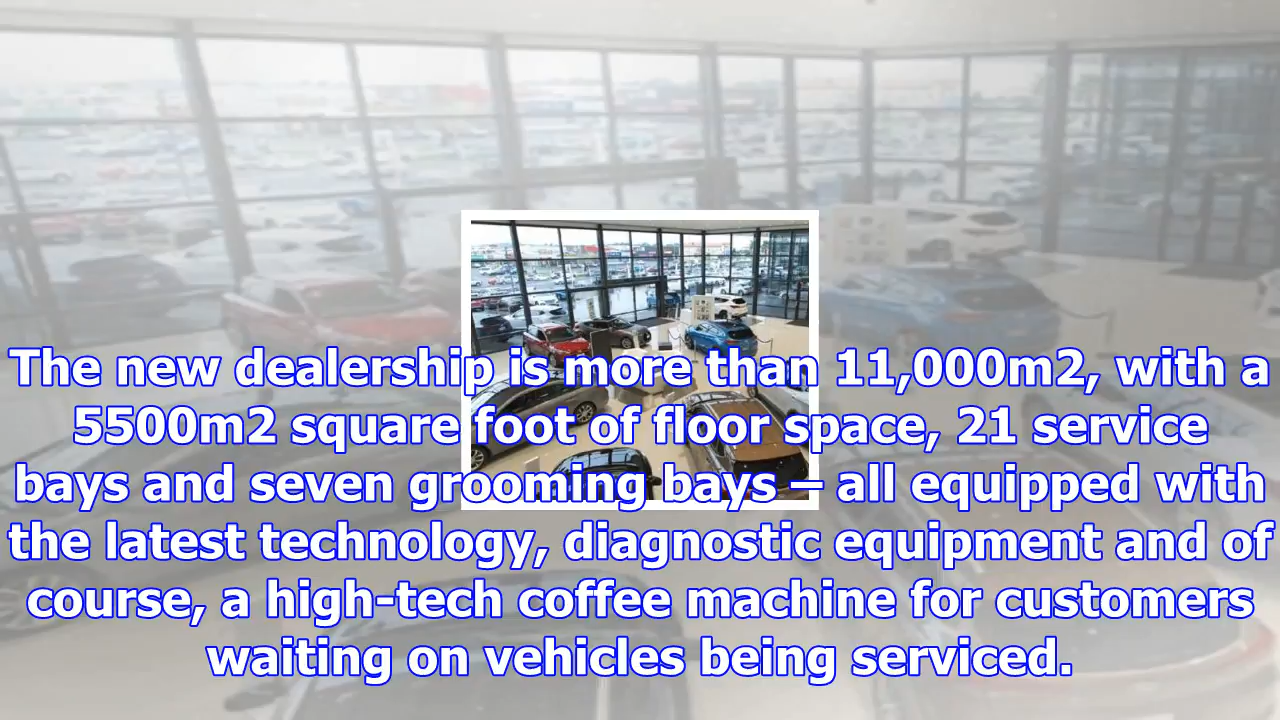 The new dealership is more than 11,000m2, with a
5500m2 square foot of floor space, 21 service
bays and seven grooming bays – all equipped with
the latest technology, diagnostic equipment and of
course, a high-tech coffee machine for customers
waiting on vehicles being serviced.